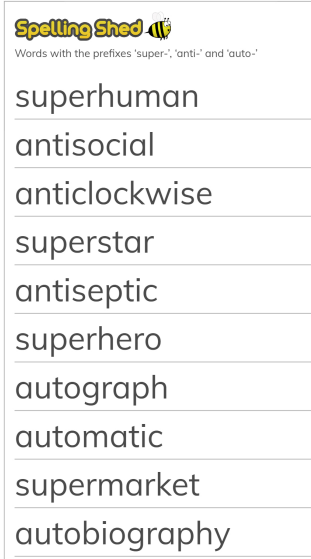 Spelling Shed
Words with the prefixes 'super-', 'anti-' and 'auto-'
superhuman
antisocial
anticlockwise
superstar
antiseptic
superhero
autograph
automatic
supermarket
autobiography